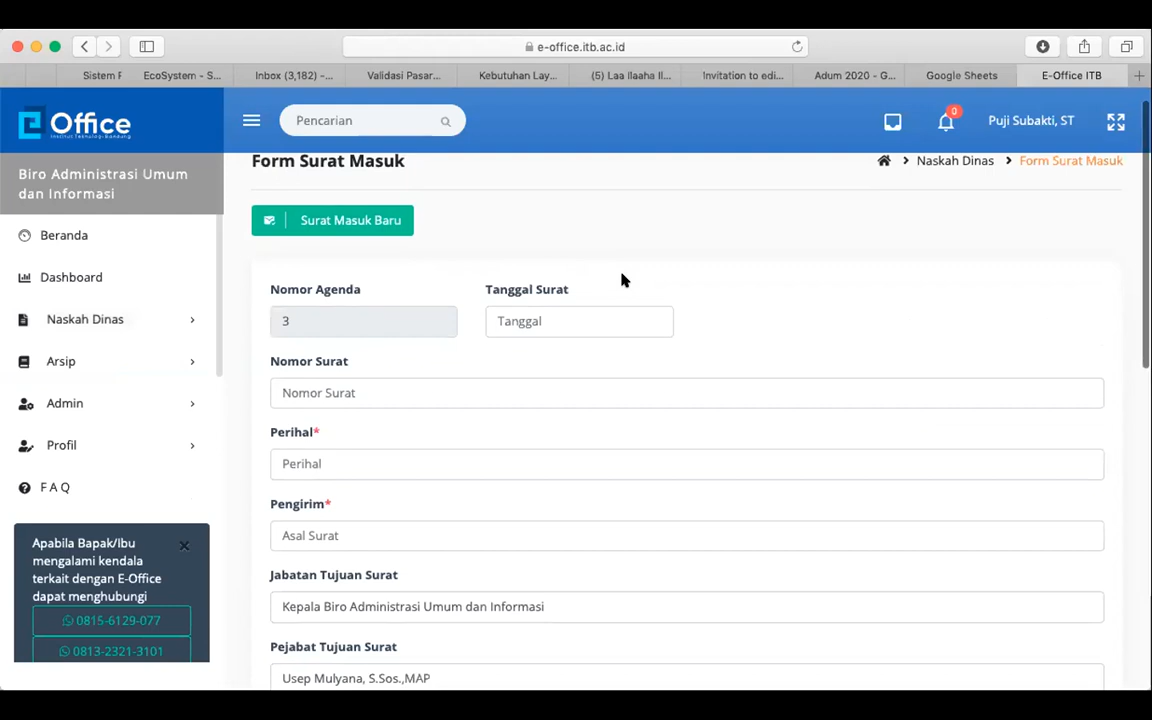 e-office.itb.ac.id
Sistem F
EcoSystem - S...
Inbox (3,182) -...
Validasi Pasar...
Kebutuhan Lay...
(5) Laa Ilaaha Il...
Invitation to edi...
Adum 2020 - G...
Google Sheets
E-Office ITB
Office
Institut Teknologi Bandung
Pencarian
0
Puji Subakti, ST
Biro Administrasi Umum
dan Informasi
Beranda
Dashboard
Naskah Dinas
Arsip
Admin
Profil
F A Q
Apabila Bapak/Ibu
mengalami kendala
terkait dengan E-Office
dapat menghubungi
0815-6129-077
0813-2321-3101
Form Surat Masuk
Naskah Dinas
Form Surat Masuk
Surat Masuk Baru
Nomor Agenda
Tanggal Surat
3
Tanggal
Nomor Surat
Nomor Surat
Perihal*
Perihal
Pengirim*
Asal Surat
Jabatan Tujuan Surat
Kepala Biro Administrasi Umum dan Informasi
Pejabat Tujuan Surat
Usep Mulyana, S.Sos.,MAP